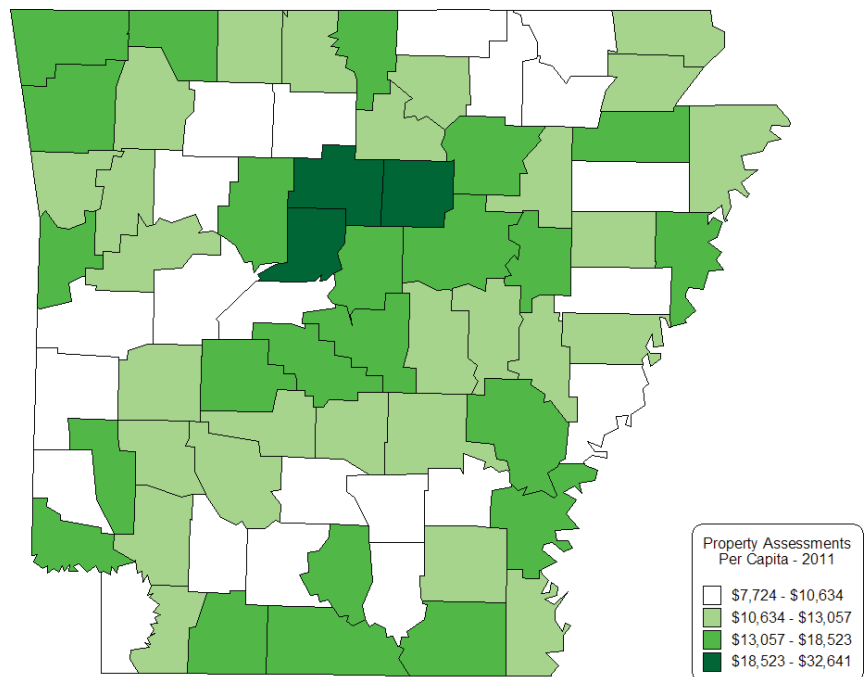 Property Assessments
Per Capita - 2011
$7,724 - $10,634
$10,634 - $13,057
$13,057 - $18,523
$18,523 - $32,641